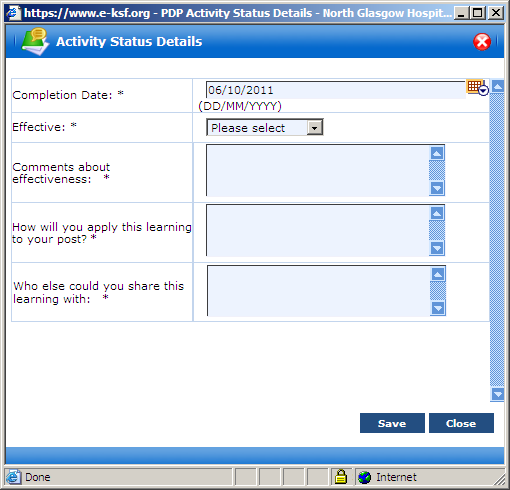 https://www.e-ksf.org - PDP Activity Status Details - North Glasgow Hospit...
Activity Status Details
Completion Date: *
06/10/2011
(DD/MM/YYYY)
Effective: *
Please select
Comments about
effectiveness: *
How will you apply this learning
to your post? *
Who else could you share this
learning with: *
Save
Close
Done
Internet